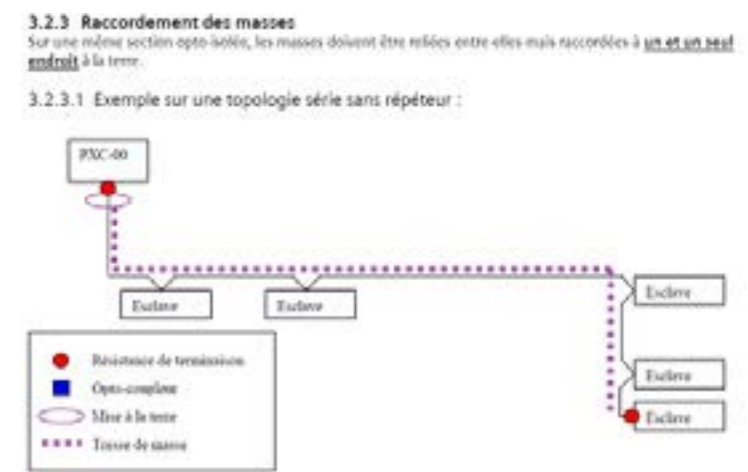 3.2.3 Raccordement des masses
Sur une même section opto-isolée, les masses doivent être reliées entre elles mais raccordées à un et un seul
endroit à la terre.
3.2.3.1 Exemple sur une topologie série sans répéteur :
PXC-00
Esclave
Esclave
Esclave
Esclave
Esclave
Résistance de terminaison
Opto-coupleur
Mise à la terre
Tresse de masse